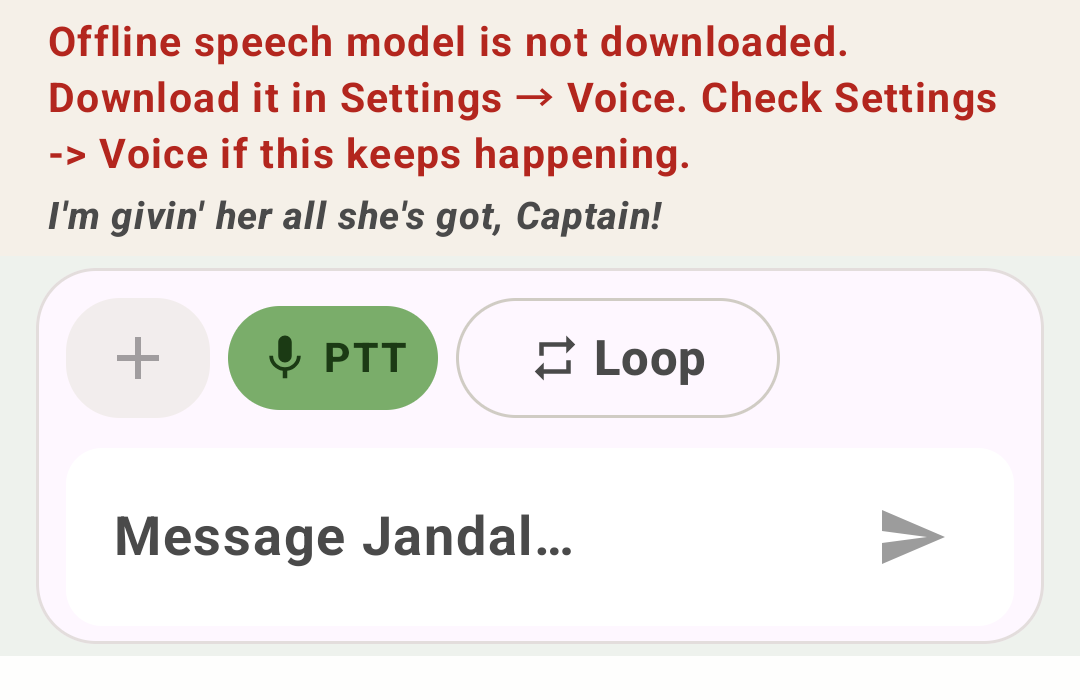 Offline speech model is not downloaded.
Download it in Settings → Voice. Check Settings
-> Voice if this keeps happening.
I'm givin' her all she's got, Captain!
PTT
Loop
Message Jandal…